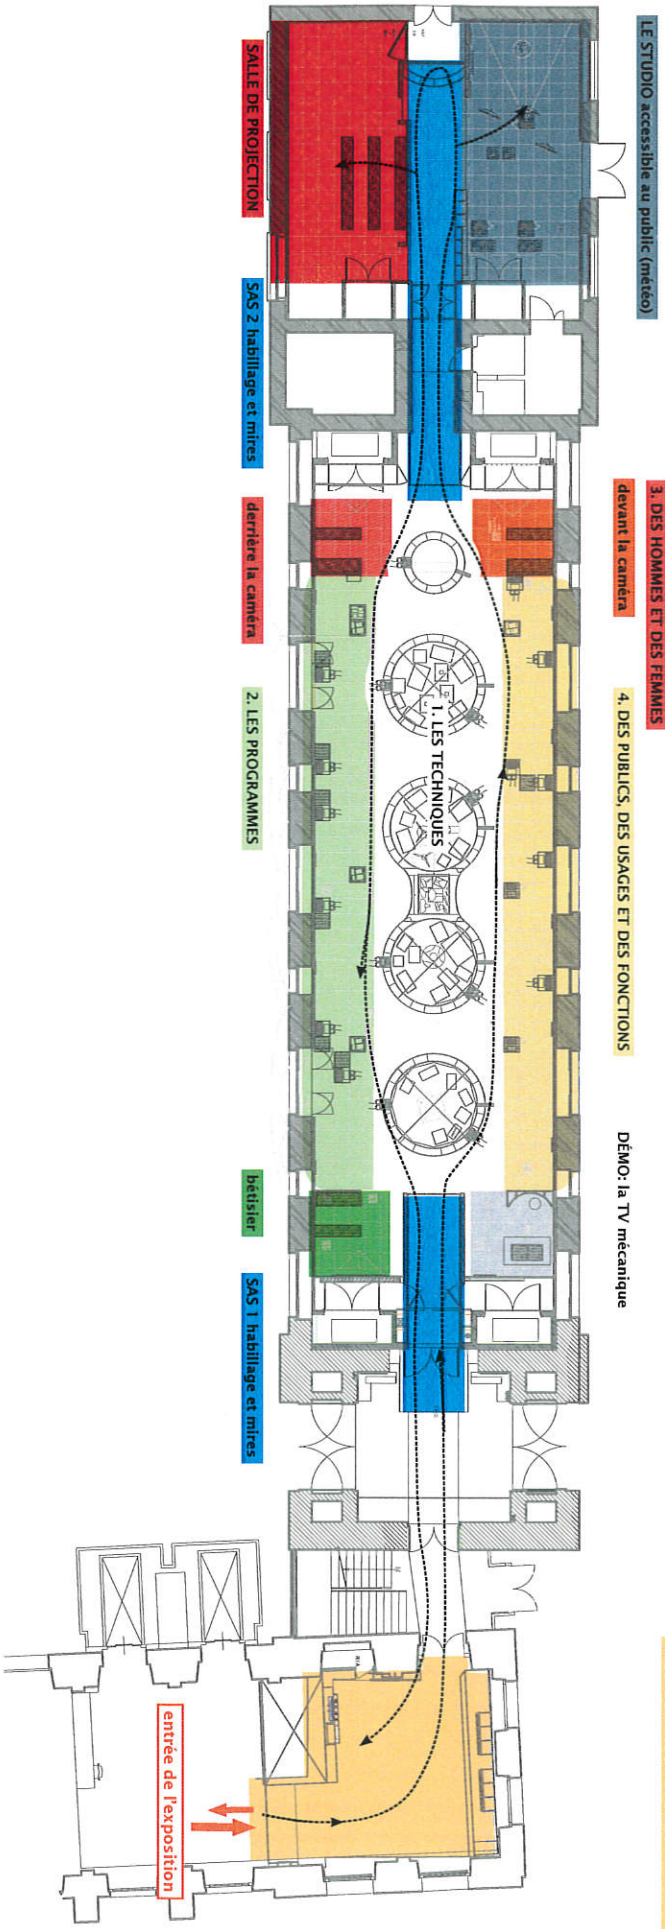 LE STUDIO accessible au public (météo)
3. DES HOMMES ET DES FEMMES
devant la caméra
4. DES PUBLICS, DES USAGES ET DES FONCTIONS
DÉMO: la TV mécanique
1. LES TECHNIQUES
SALLE DE PROJECTION
SAS 2 habillage et mires
derrière la caméra
2. LES PROGRAMMES
bêtisier
SAS 1 habillage et mires
entrée de l'exposition